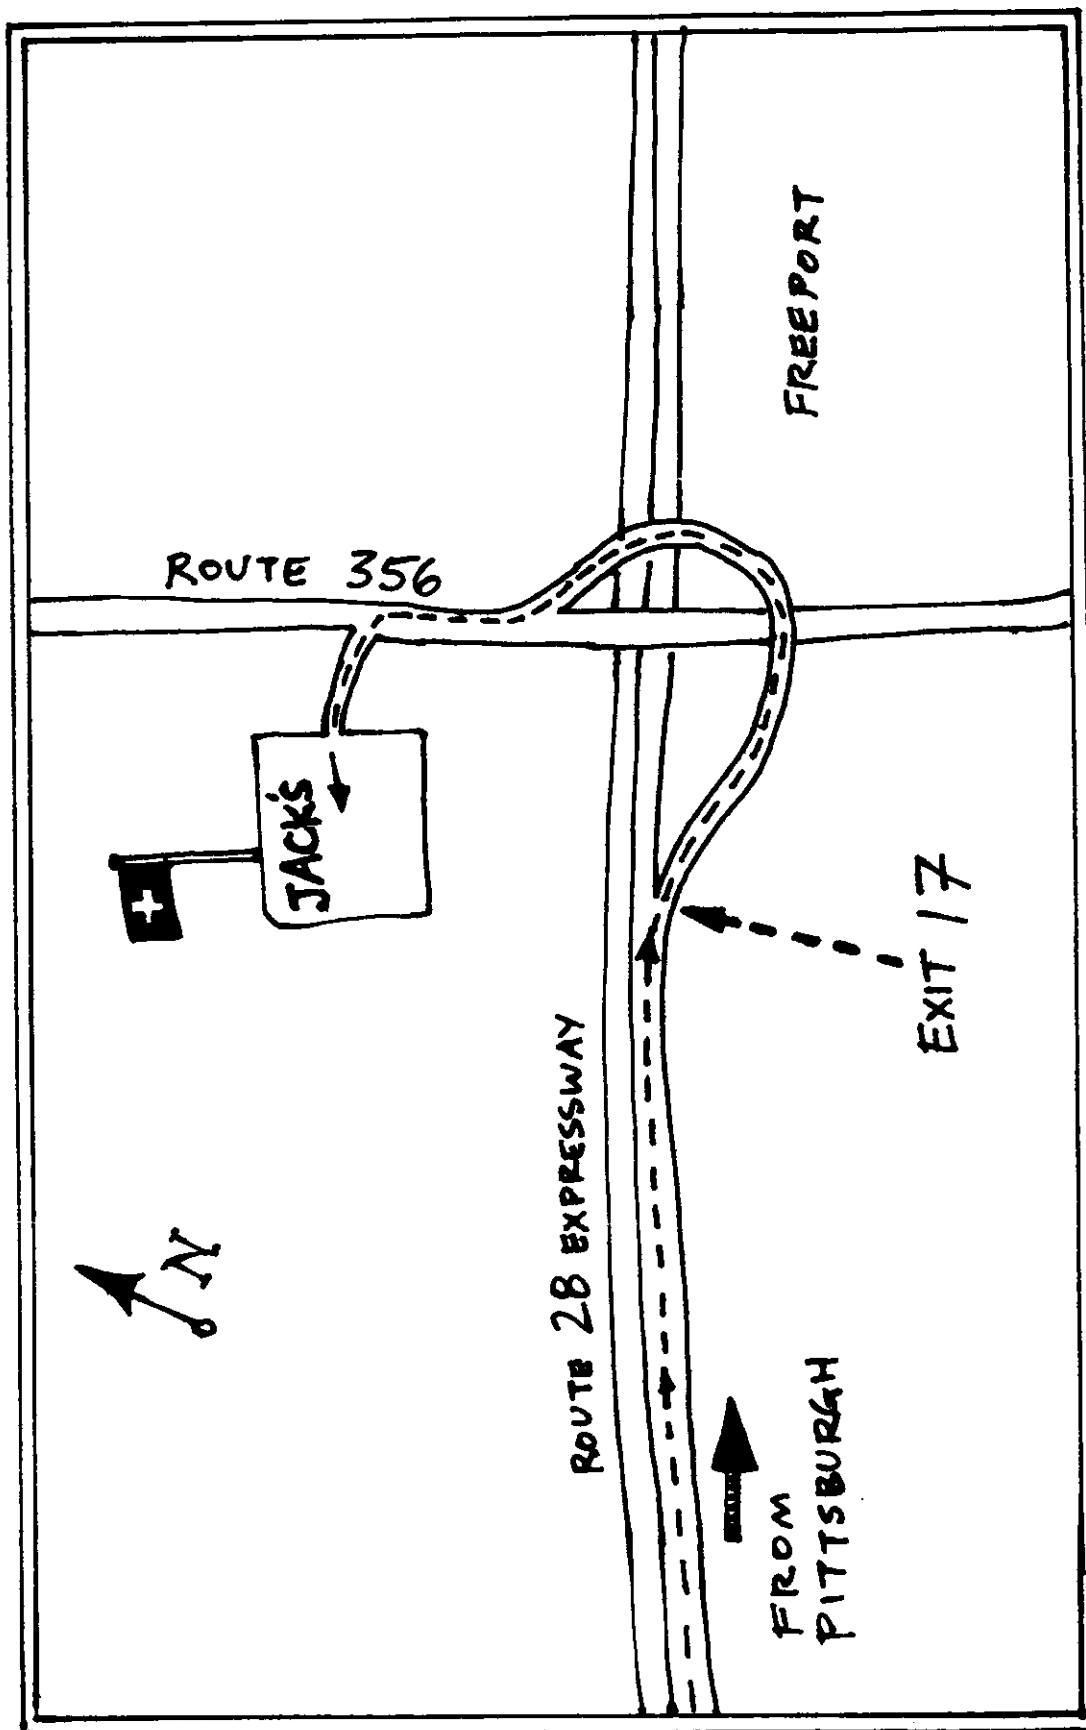 ROUTE 356
FREEPORT
JACK'S
EXIT 17
ROUTE 28 EXPRESSWAY
N
FROM
PITTSBURGH